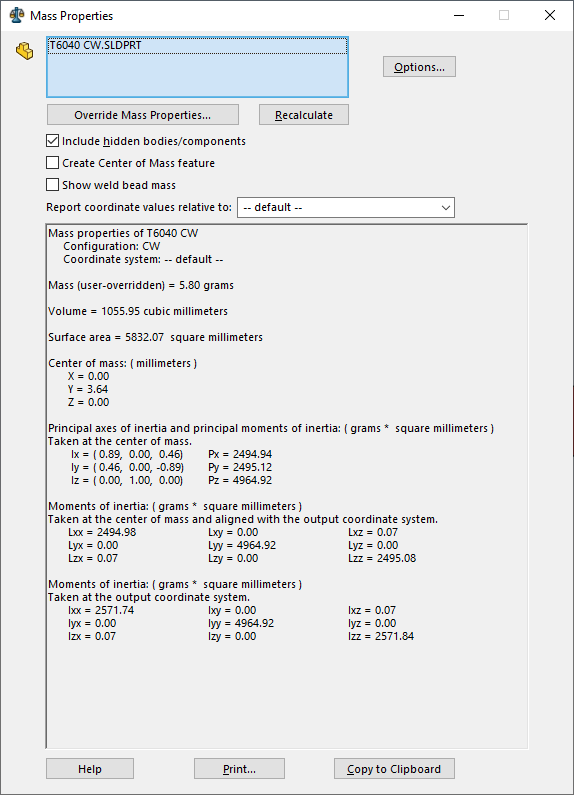 Mass Properties
T6040 CW.SLDPRT
Options...
Override Mass Properties...
Recalculate
Include hidden bodies/components
Create Center of Mass feature
Show weld bead mass
Report coordinate values relative to: -- default --
Mass properties of T6040 CW
Configuration: CW
Coordinate system: -- default --
Mass (user-overridden) = 5.80 grams
Volume = 1055.95 cubic millimeters
Surface area = 5832.07 square millimeters
Center of mass: ( millimeters )
X = 0.00
Y = 3.64
Z = 0.00
Principal axes of inertia and principal moments of inertia: ( grams * square millimeters )
Taken at the center of mass.
Ix = ( 0.89, 0.00, 0.46) Px = 2494.94
Iy = ( 0.46, 0.00, -0.89) Py = 2495.12
Iz = ( 0.00, 1.00, 0.00) Pz = 4964.92
Moments of inertia: ( grams * square millimeters )
Taken at the center of mass and aligned with the output coordinate system.
Lxx = 2494.98 Lxy = 0.00 Lxz = 0.07
Lyx = 0.00 Lyy = 4964.92 Lyz = 0.00
Lzx = 0.07 Lzy = 0.00 Lzz = 2495.08
Moments of inertia: ( grams * square millimeters )
Taken at the output coordinate system.
Ixx = 2571.74 Ixy = 0.00 Ixz = 0.07
Iyx = 0.00 Iyy = 4964.92 Iyz = 0.00
Izx = 0.07 Izy = 0.00 Izz = 2571.84
Help
Print...
Copy to Clipboard